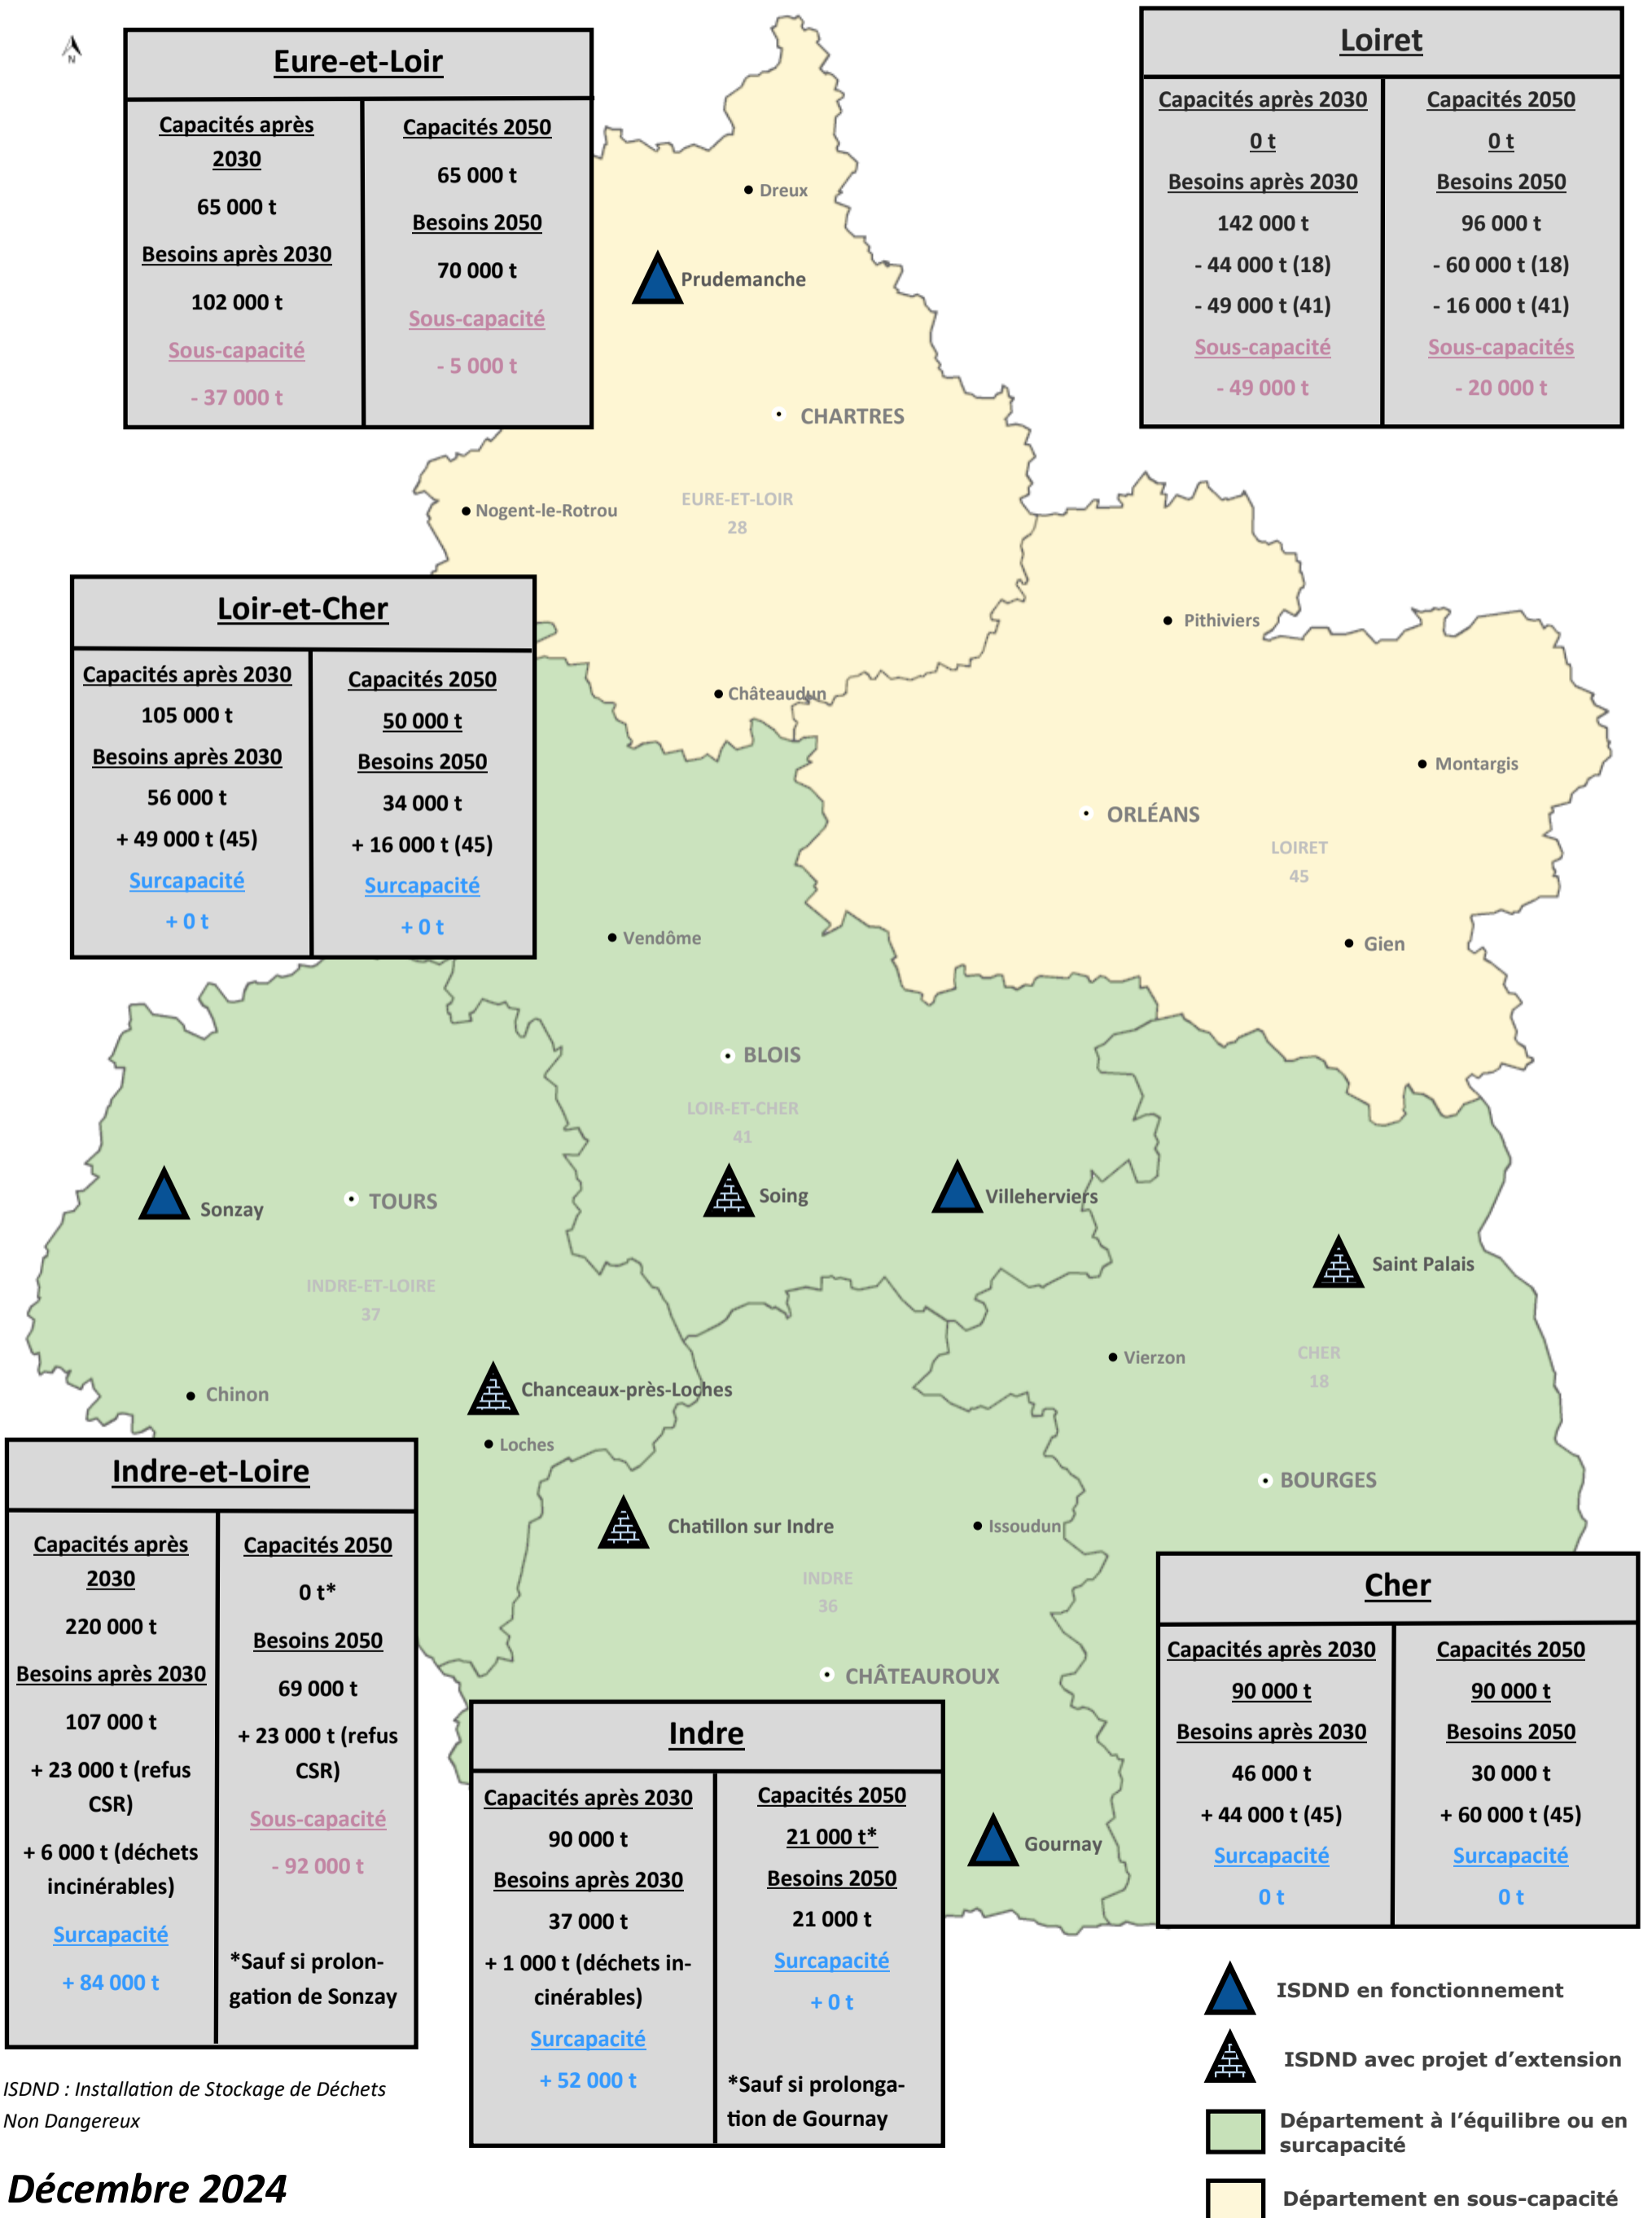 N
Eure-et-Loir
Capacités après
2030
65 000 t
Besoins après 2030
102 000 t
Sous-capacité
- 37 000 t
Capacités 2050
65 000 t
Besoins 2050
70 000 t
Sous-capacité
- 5 000 t
Loiret
Capacités après 2030
0 t
Besoins après 2030
142 000 t
- 44 000 t (18)
- 49 000 t (41)
Sous-capacité
- 49 000 t
Capacités 2050
0 t
Besoins 2050
96 000 t
- 60 000 t (18)
- 16 000 t (41)
Sous-capacités
- 20 000 t
Dreux
Prudemanche
CHARTRES
EURE-ET-LOIR
28
Nogent-le-Rotrou
Châteaudun
Pithiviers
Montargis
ORLÉANS
LOIRET
45
Gien
Loir-et-Cher
Capacités après 2030
105 000 t
Besoins après 2030
56 000 t
+ 49 000 t (45)
Surcapacité
+ 0 t
Capacités 2050
50 000 t
Besoins 2050
34 000 t
+ 16 000 t (45)
Surcapacité
+ 0 t
Vendôme
BLOIS
LOIR-ET-CHER
41
Soing
Villeherviers
Sonzay
TOURS
INDRE-ET-LOIRE
37
Chinon
Chanceaux-près-Loches
Loches
Saint Palais
Vierzon
CHER
18
BOURGES
Chatillon sur Indre
Issoudun
INDRE
36
CHÂTEAUROUX
Gournay
Indre-et-Loire
Capacités après
2030
220 000 t
Besoins après 2030
107 000 t
+ 23 000 t (refus
CSR)
+ 6 000 t (déchets
incinérables)
Surcapacité
+ 84 000 t
Capacités 2050
0 t*
Besoins 2050
69 000 t
+ 23 000 t (refus
CSR)
Sous-capacité
- 92 000 t
*Sauf si prolon-
gation de Sonzay
Indre
Capacités après 2030
90 000 t
Besoins après 2030
37 000 t
+ 1 000 t (déchets in-
cinérables)
Surcapacité
+ 52 000 t
Capacités 2050
21 000 t*
Besoins 2050
21 000 t
Surcapacité
+ 0 t
*Sauf si prolonga-
tion de Gournay
Cher
Capacités après 2030
90 000 t
Besoins après 2030
46 000 t
+ 44 000 t (45)
Surcapacité
0 t
Capacités 2050
90 000 t
Besoins 2050
30 000 t
+ 60 000 t (45)
Surcapacité
0 t
ISDND en fonctionnement
ISDND avec projet d'extension
Département à l'équilibre ou en
surcapacité
Département en sous-capacité
ISDND : Installation de Stockage de Déchets
Non Dangereux
Décembre 2024